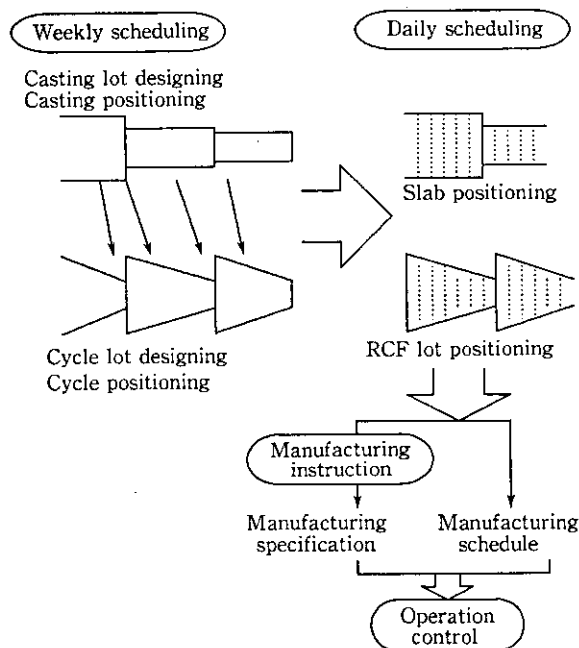 Weekly scheduling
Casting lot designing
Casting positioning
Cycle lot designing
Cycle positioning
Daily scheduling
Slab positioning
RCF lot positioning
Manufacturing
instruction
Manufacturing
specification
Manufacturing
schedule
Operation
control